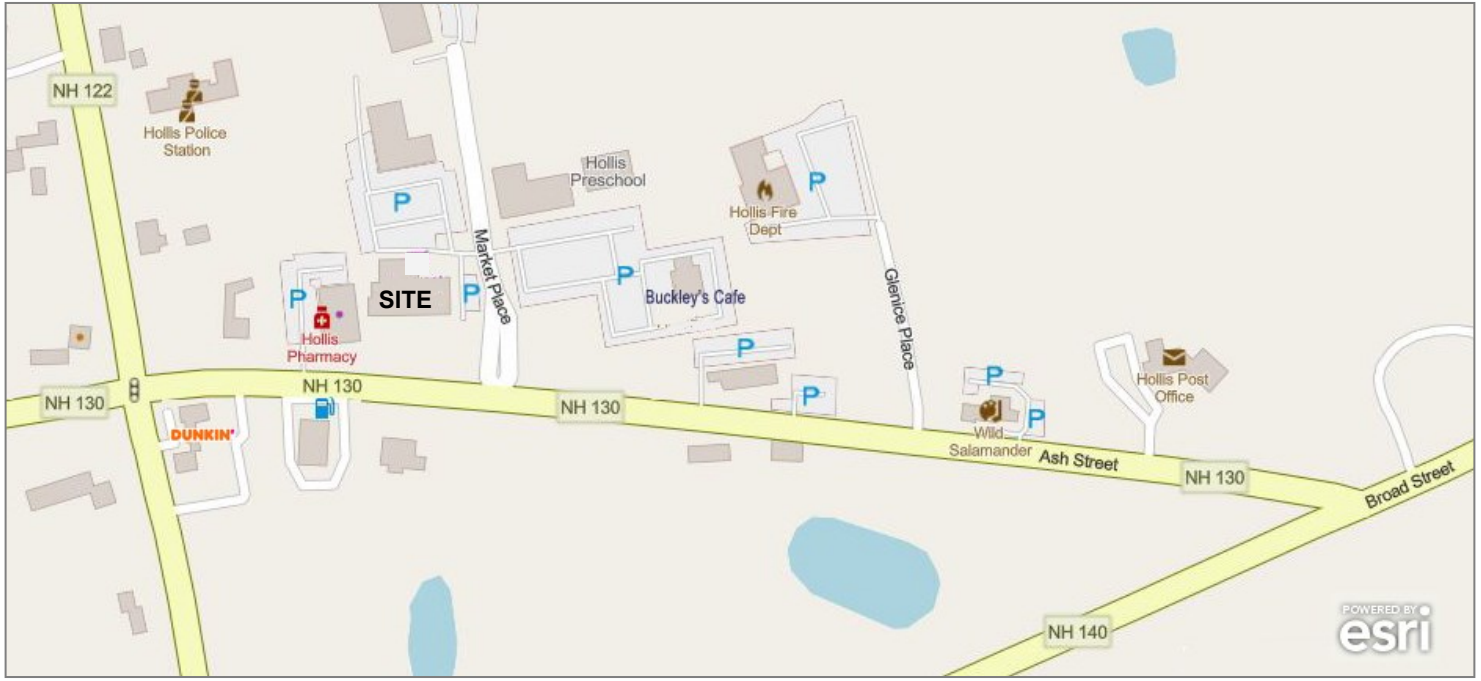 NH 122
Hollis Police
Station
Hollis
Preschool
P
P
Hollis Fire
Dept
Market Place
P
P
P
SITE
Buckley's Cafe
Glenice Place
Hollis
Pharmacy
P
P
Hollis Post
Office
NH 130
NH 130
NH 130
P
P
DUNKIN'
Wild
Salamander
Ash Street
NH 130
Broad Street
NH 140
POWERED BY
esri